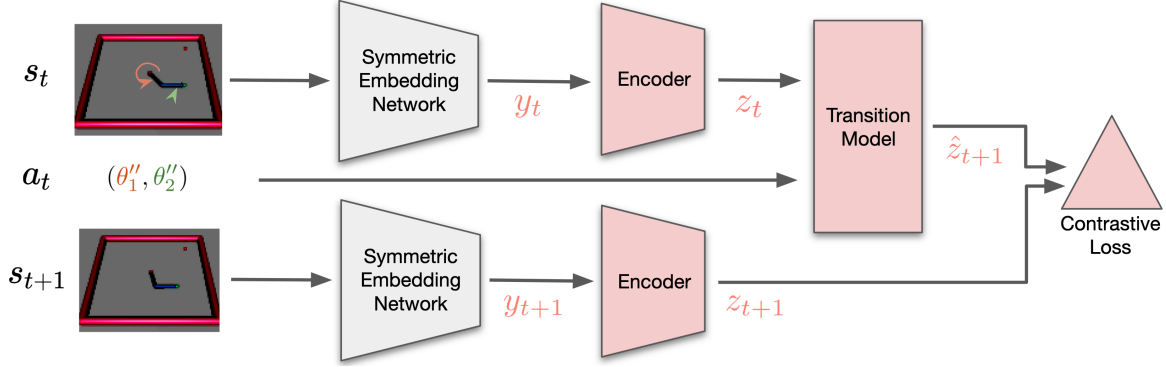 s_t
Symmetric
Embedding
Network
y_t
Encoder
z_t
Transition
Model
ẑ_{t+1}
a_t
(θ''_1, θ''_2)
Contrastive
Loss
s_{t+1}
Symmetric
Embedding
Network
y_{t+1}
Encoder
z_{t+1}